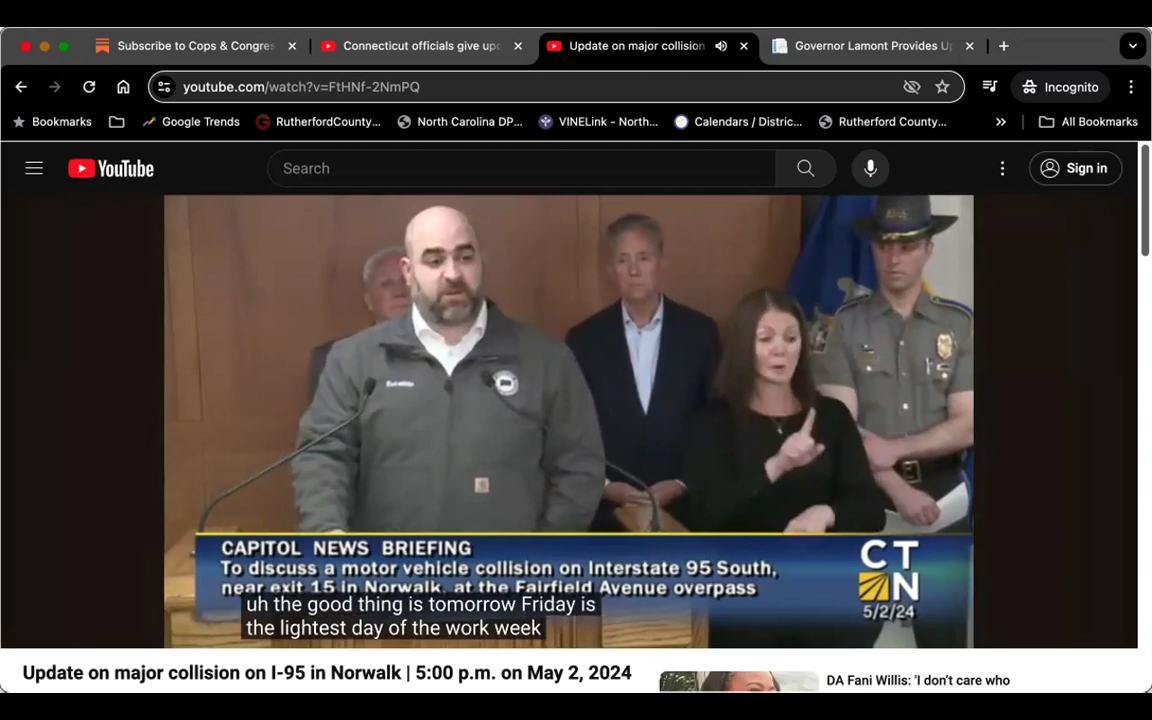 Subscribe to Cops & Congres
Connecticut officials give upd
Update on major collision
Governor Lamont Provides U
youtube.com/watch?v=FtHNf-2NmPQ
Incognito
Bookmarks
Google Trends
RutherfordCounty...
North Carolina DP...
VINELink - North...
Calendars / Distric...
Rutherford County...
All Bookmarks
YouTube
Search
Sign in
CAPITOL NEWS BRIEFING
To discuss a motor vehicle collision on Interstate 95 South,
near exit 15 in Norwalk, at the Fairfield Avenue overpass
CT
N
5/2/24
uh the good thing is tomorrow Friday is
the lightest day of the work week
Update on major collision on I-95 in Norwalk | 5:00 p.m. on May 2, 2024
DA Fani Willis: 'I don't care who